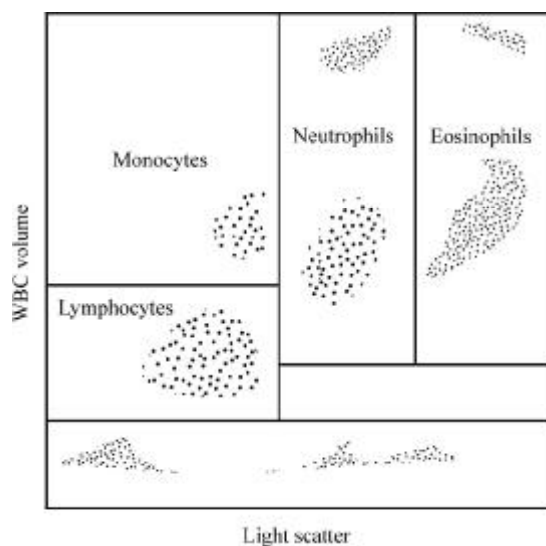 Neutrophils
Eosinophils
Monocytes
Lymphocytes
WBC volume
Light scatter